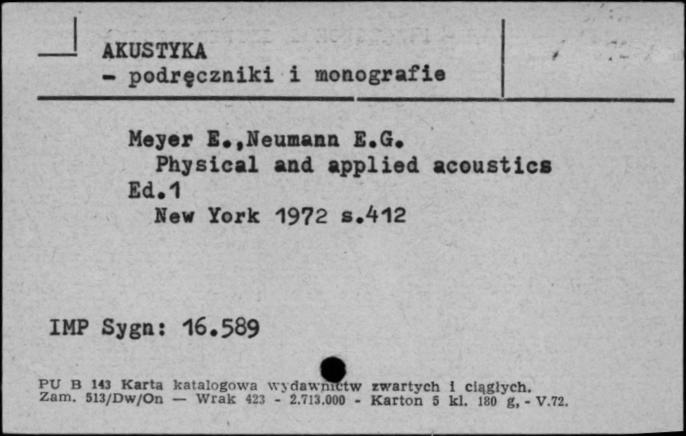 AKUSTYKA
- podręczniki i monografie
Meyer E.,Neumann E.G.
Physical and applied acoustics
Ed.1
New York 1972 s.412
IMP Sygn: 16.589
PU B 143 Karta katalogowa wydawnictw zwartych i ciągłych.
Zam. 513/Dw/On — Wrak 423 - 2.713.000 - Karton 5 kl. 180 g, - V.72.